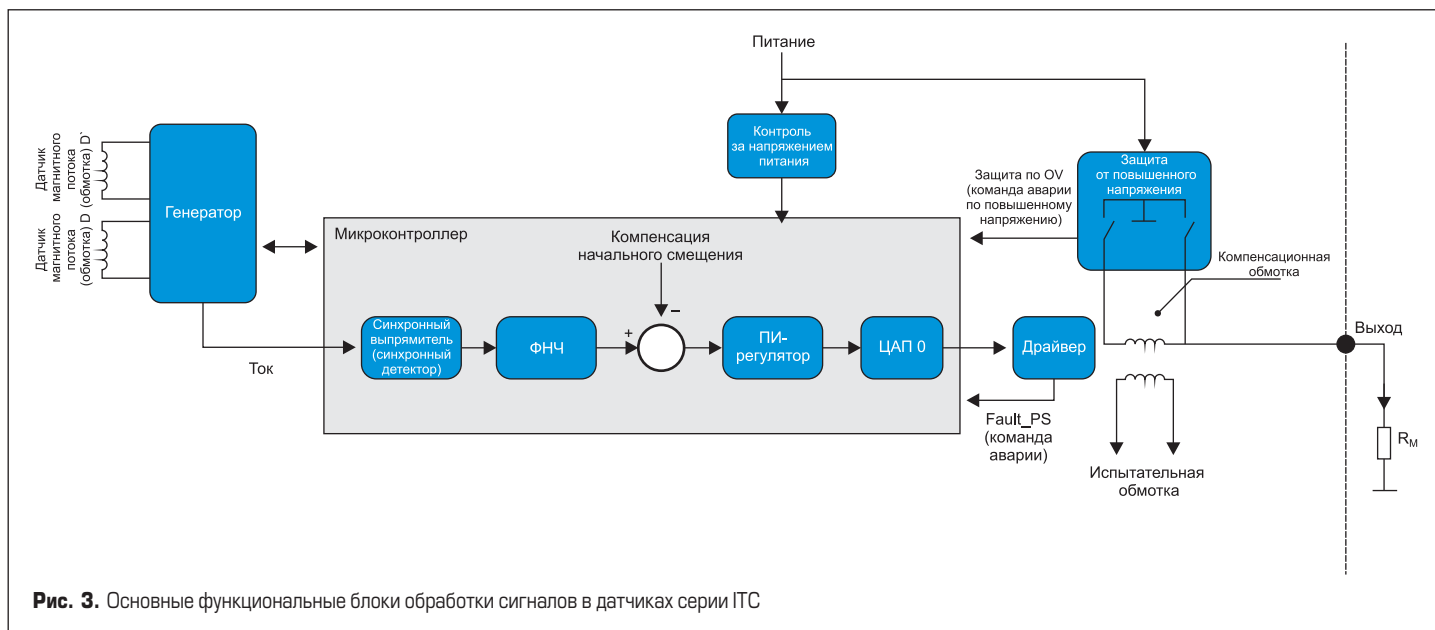 Питание
Датчик
магнитного
потока
(обмотка) D`
Датчик
магнитного
потока
(обмотка) D
Генератор
Контроль
за напряжением
питания
Защита
от повышенного
напряжения
Защита по OV
(команда аварии
по повышенному
напряжению)
Микроконтроллер
Компенсация
начального смещения
Компенсационная
обмотка
Ток
Синхронный
выпрямитель
(синхронный
детектор)
ФНЧ
+
–
ПИ-
регулятор
ЦАП 0
Драйвер
Выход
Fault_PS
(команда
аварии)
Испытательная
обмотка
RM
Рис. 3. Основные функциональные блоки обработки сигналов в датчиках серии ITC